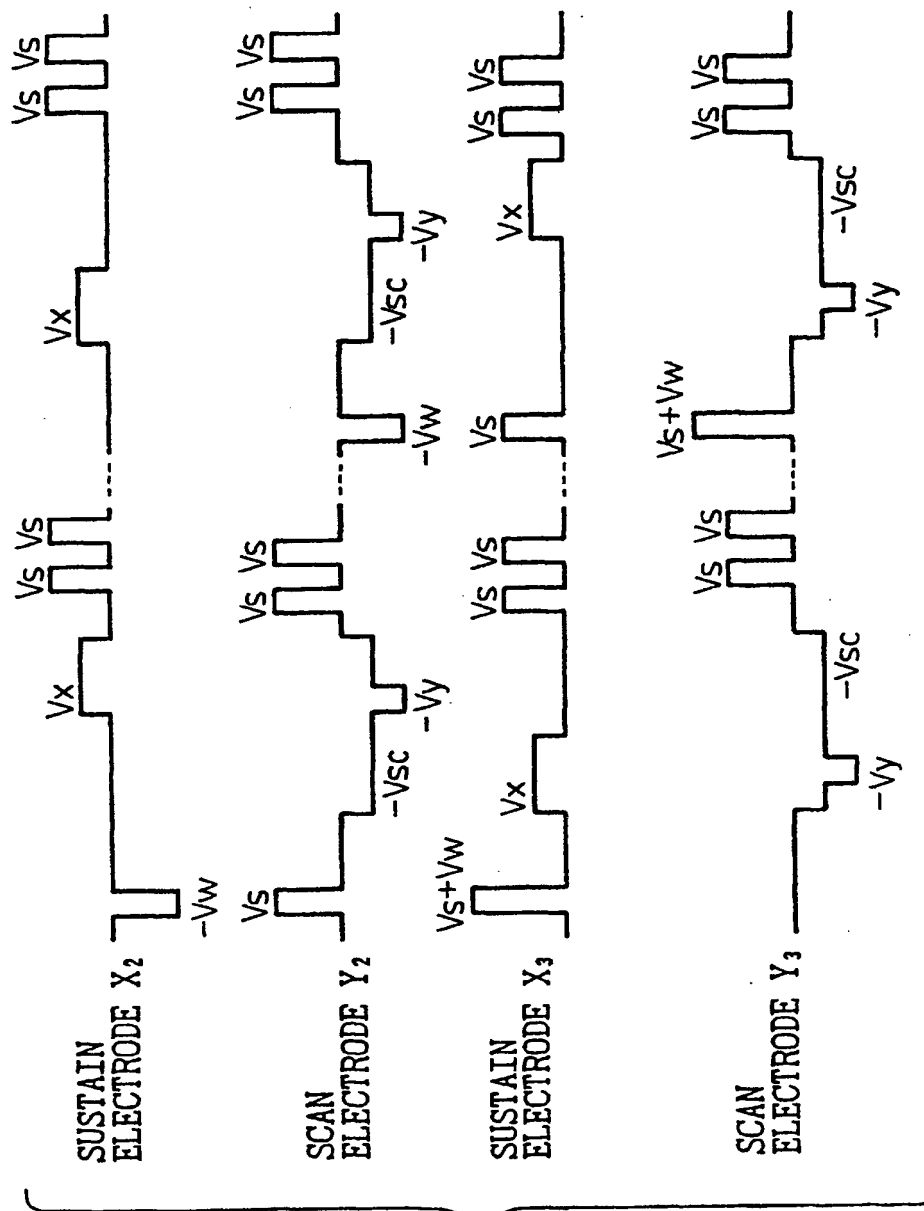 SUSTAIN
ELECTRODE X2
-Vw
Vx
Vs
Vs
Vx
Vs
Vs
SCAN
ELECTRODE Y2
Vs
-Vsc
-Vy
Vs
Vs
-Vw
-Vsc
-Vy
Vs
Vs
SUSTAIN
ELECTRODE X3
Vs+Vw
Vx
Vs
Vs
Vs
Vx
Vs
Vs
SCAN
ELECTRODE Y3
-Vy
-Vsc
Vs
Vs
Vs+Vw
-Vy
-Vsc
Vs
Vs